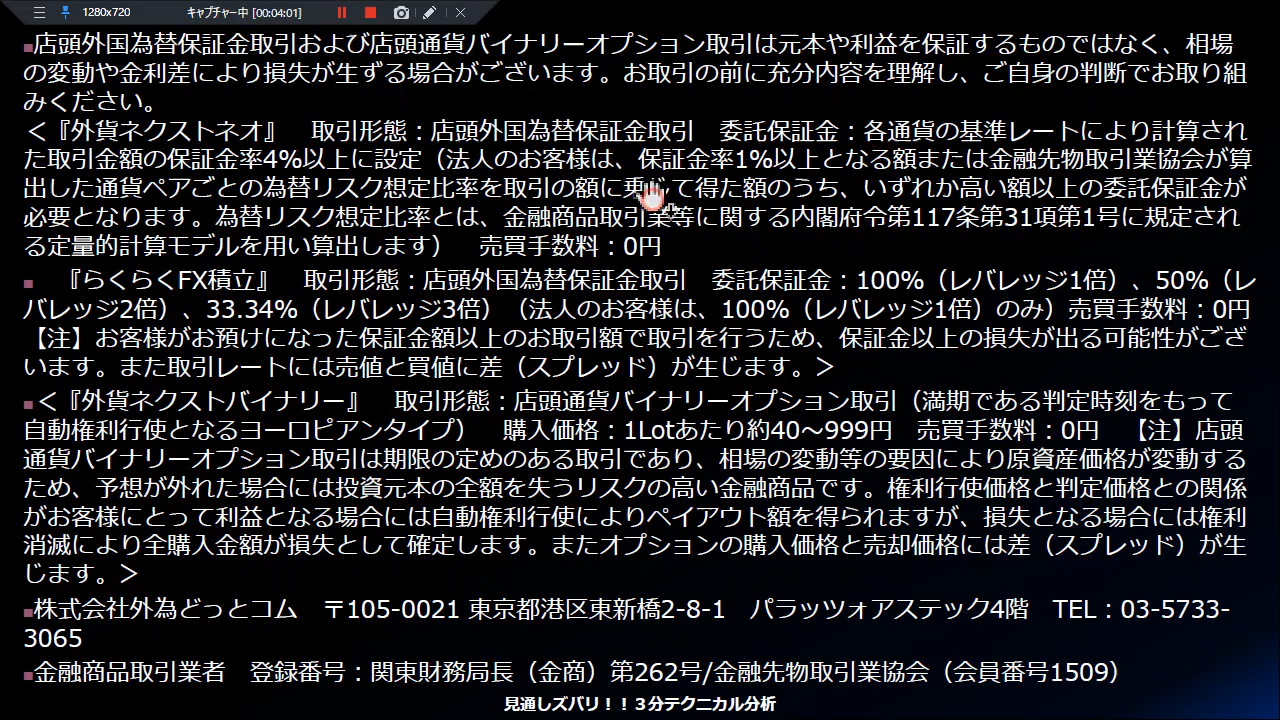 1280x720 キャプチャー中 [00:04:01]
■店頭外国為替保証金取引および店頭通貨バイナリーオプション取引は元本や利益を保証するものではなく、相場
の変動や金利差により損失が生ずる場合がございます。お取引の前に充分内容を理解し、ご自身の判断でお取り組
みください。
＜『外貨ネクストネオ』　取引形態：店頭外国為替保証金取引　委託保証金：各通貨の基準レートにより計算され
た取引金額の保証金率4%以上に設定（法人のお客様は、保証金率1%以上となる額または金融先物取引業協会が算
出した通貨ペアごとの為替リスク想定比率を取引の額に乗じて得た額のうち、いずれか高い額以上の委託保証金が
必要となります。為替リスク想定比率とは、金融商品取引業等に関する内閣府令第117条第31項第1号に規定され
る定量的計算モデルを用い算出します）　売買手数料：0円
■　『らくらくFX積立』　取引形態：店頭外国為替保証金取引　委託保証金：100%（レバレッジ1倍）、50%（レ
バレッジ2倍）、33.34%（レバレッジ3倍）（法人のお客様は、100%（レバレッジ1倍）のみ）売買手数料：0円
【注】お客様がお預けになった保証金額以上のお取引額で取引を行うため、保証金以上の損失が出る可能性がござ
います。また取引レートには売値と買値に差（スプレッド）が生じます。＞
■＜『外貨ネクストバイナリー』　取引形態：店頭通貨バイナリーオプション取引（満期である判定時刻をもって
自動権利行使となるヨーロピアンタイプ）　購入価格：1Lotあたり約40～999円　売買手数料：0円　【注】店頭
通貨バイナリーオプション取引は期限の定めのある取引であり、相場の変動等の要因により原資産価格が変動する
ため、予想が外れた場合には投資元本の全額を失うリスクの高い金融商品です。権利行使価格と判定価格との関係
がお客様にとって利益となる場合には自動権利行使によりペイアウト額を得られますが、損失となる場合には権利
消滅により全購入金額が損失として確定します。またオプションの購入価格と売却価格には差（スプレッド）が生
じます。＞
■株式会社外為どっとコム　〒105-0021 東京都港区東新橋2-8-1　パラッツォアステック4階　TEL：03-5733-
3065
■金融商品取引業者　登録番号：関東財務局長（金商）第262号/金融先物取引業協会（会員番号1509）
見通しズバリ！！３分テクニカル分析